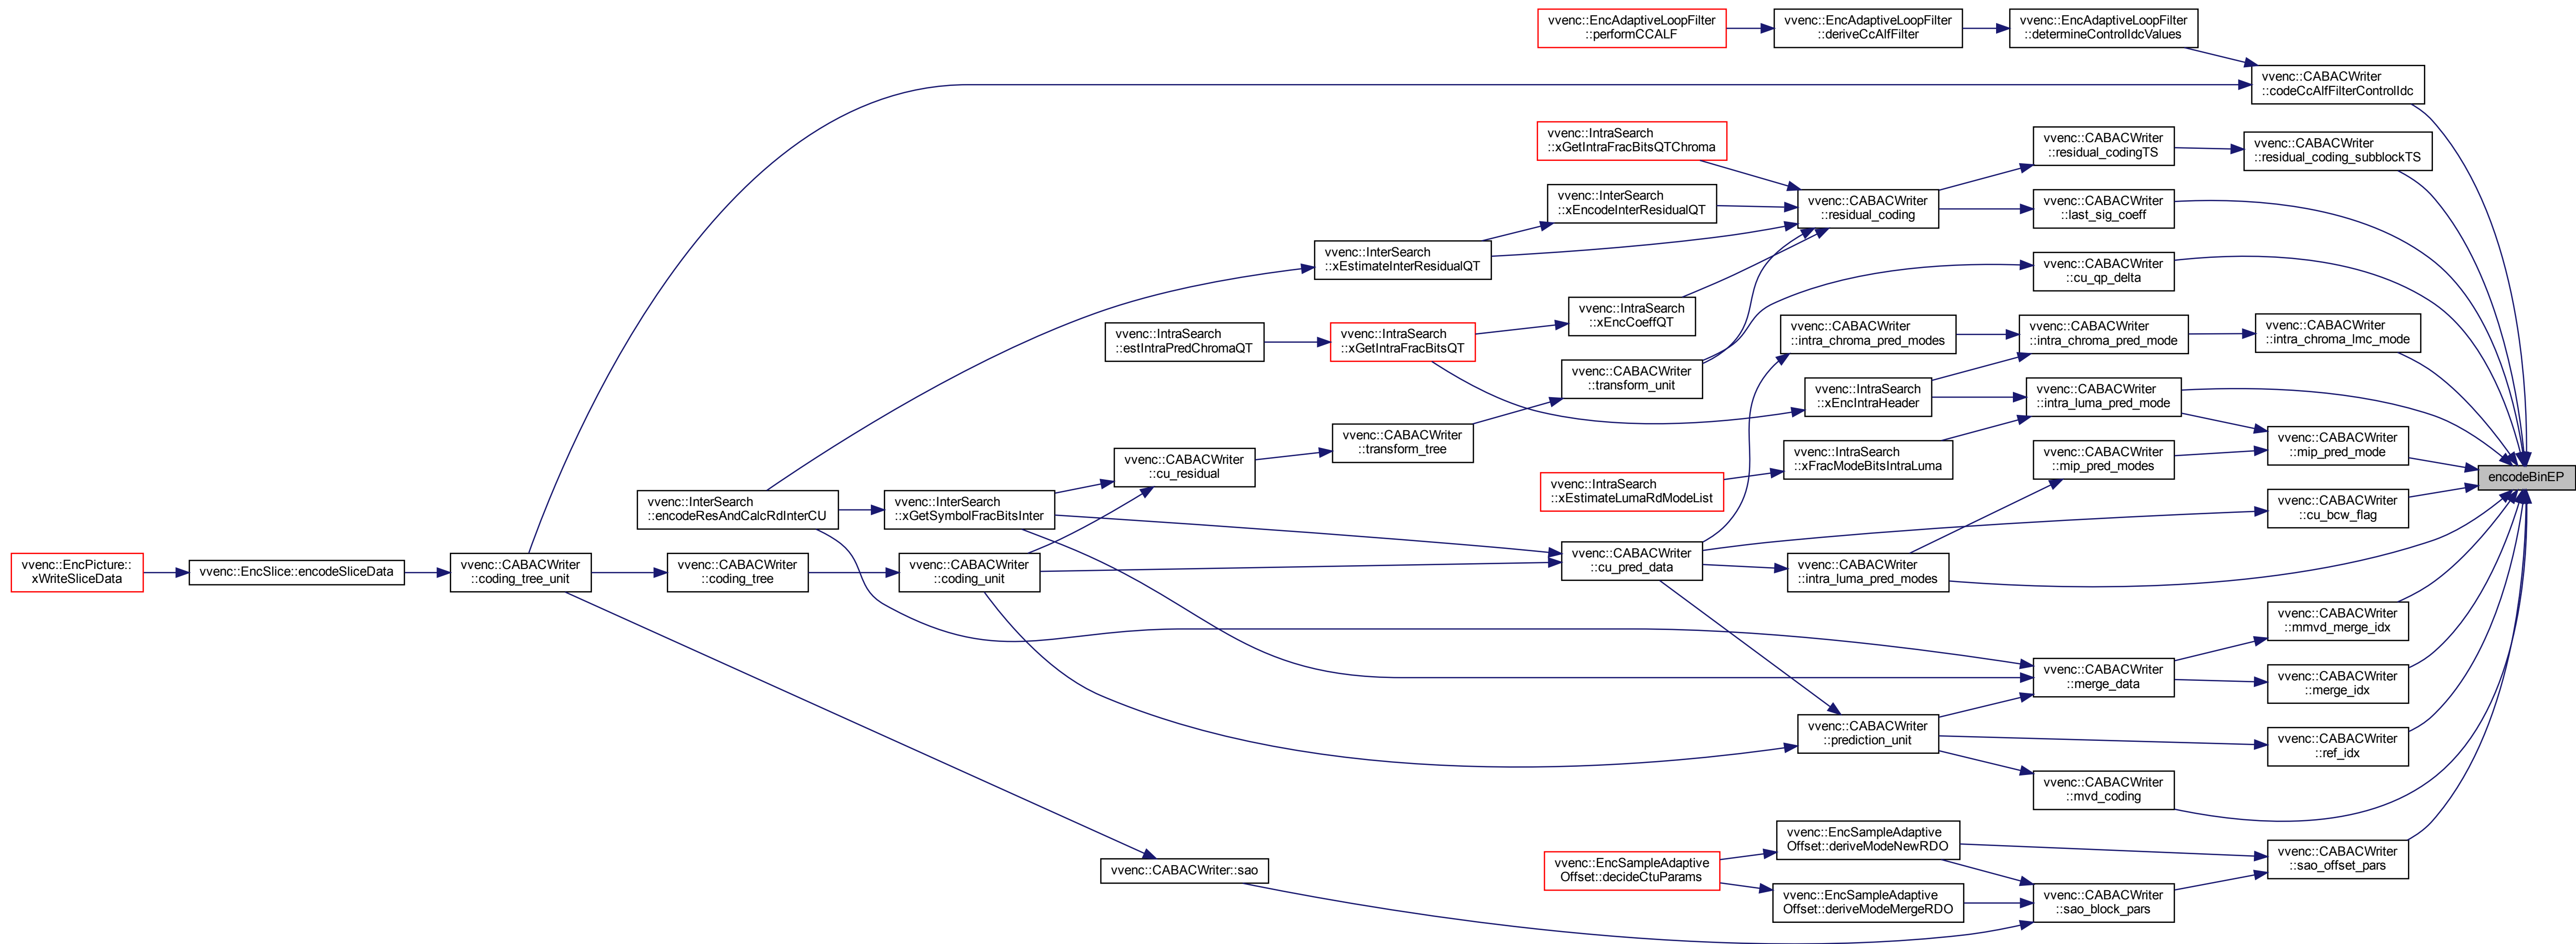 vvenc::EncAdaptiveLoopFilter
::performCCALF
vvenc::EncAdaptiveLoopFilter
::deriveCcAlfFilter
vvenc::EncAdaptiveLoopFilter
::determineControlIdcValues
vvenc::CABACWriter
::codeCcAlfFilterControlIdc
vvenc::IntraSearch
::xGetIntraFracBitsQTChroma
vvenc::CABACWriter
::residual_codingTS
vvenc::CABACWriter
::residual_coding_subblockTS
vvenc::InterSearch
::xEncodeInterResidualQT
vvenc::CABACWriter
::residual_coding
vvenc::CABACWriter
::last_sig_coeff
vvenc::InterSearch
::xEstimateInterResidualQT
vvenc::CABACWriter
::cu_qp_delta
vvenc::IntraSearch
::xEncCoeffQT
vvenc::IntraSearch
::estIntraPredChromaQT
vvenc::IntraSearch
::xGetIntraFracBitsQT
vvenc::CABACWriter
::intra_chroma_pred_modes
vvenc::CABACWriter
::intra_chroma_pred_mode
vvenc::CABACWriter
::intra_chroma_lmc_mode
vvenc::CABACWriter
::transform_unit
vvenc::IntraSearch
::xEncIntraHeader
vvenc::CABACWriter
::intra_luma_pred_mode
vvenc::CABACWriter
::transform_tree
vvenc::CABACWriter
::cu_residual
vvenc::IntraSearch
::xFracModeBitsIntraLuma
vvenc::CABACWriter
::mip_pred_modes
vvenc::CABACWriter
::mip_pred_mode
encodeBinEP
vvenc::IntraSearch
::xEstimateLumaRdModeList
vvenc::InterSearch
::encodeResAndCalcRdInterCU
vvenc::InterSearch
::xGetSymbolFracBitsInter
vvenc::CABACWriter
::cu_bcw_flag
vvenc::EncPicture::
xWriteSliceData
vvenc::EncSlice::encodeSliceData
vvenc::CABACWriter
::coding_tree_unit
vvenc::CABACWriter
::coding_tree
vvenc::CABACWriter
::coding_unit
vvenc::CABACWriter
::cu_pred_data
vvenc::CABACWriter
::intra_luma_pred_modes
vvenc::CABACWriter
::mmvd_merge_idx
vvenc::CABACWriter
::merge_data
vvenc::CABACWriter
::merge_idx
vvenc::CABACWriter
::prediction_unit
vvenc::CABACWriter
::ref_idx
vvenc::CABACWriter
::mvd_coding
vvenc::EncSampleAdaptive
Offset::deriveModeNewRDO
vvenc::CABACWriter
::sao_offset_pars
vvenc::CABACWriter::sao
vvenc::EncSampleAdaptive
Offset::decideCtuParams
vvenc::EncSampleAdaptive
Offset::deriveModeMergeRDO
vvenc::CABACWriter
::sao_block_pars